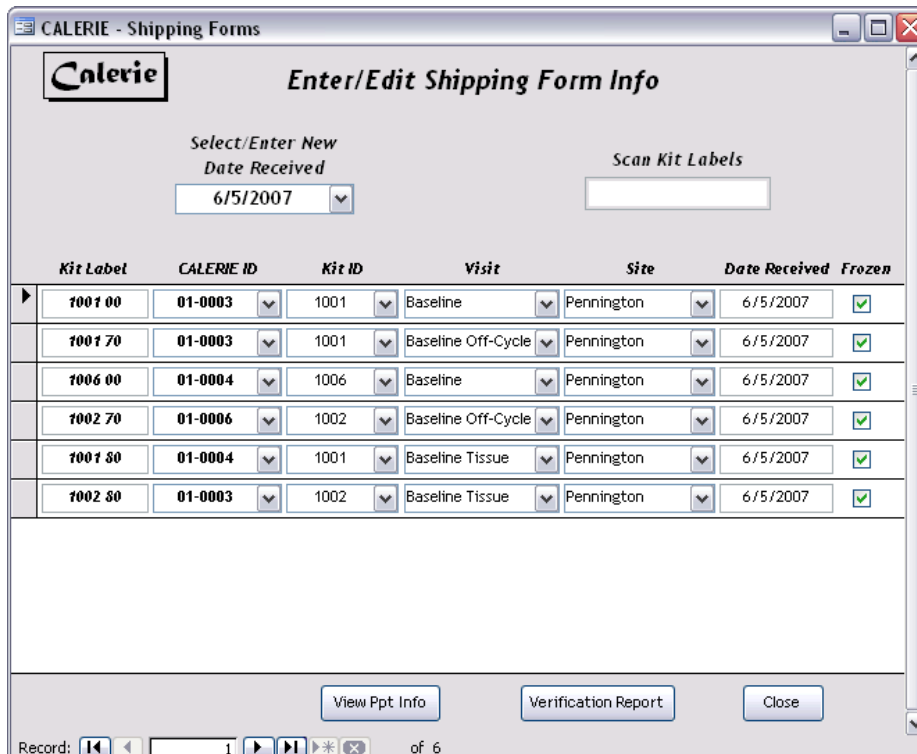 CALERIE - Shipping Forms
Calerie
Enter/Edit Shipping Form Info
Select/Enter New
Date Received
6/5/2007
Scan Kit Labels
Kit Label CALERIE ID Kit ID Visit Site Date Received Frozen
1001 00 01-0003 1001 Baseline Pennington 6/5/2007
1001 70 01-0003 1001 Baseline Off-Cycle Pennington 6/5/2007
1006 00 01-0004 1006 Baseline Pennington 6/5/2007
1002 70 01-0006 1002 Baseline Off-Cycle Pennington 6/5/2007
1001 80 01-0004 1001 Baseline Tissue Pennington 6/5/2007
1002 80 01-0003 1002 Baseline Tissue Pennington 6/5/2007
View Ppt Info Verification Report Close
Record: 1 of 6